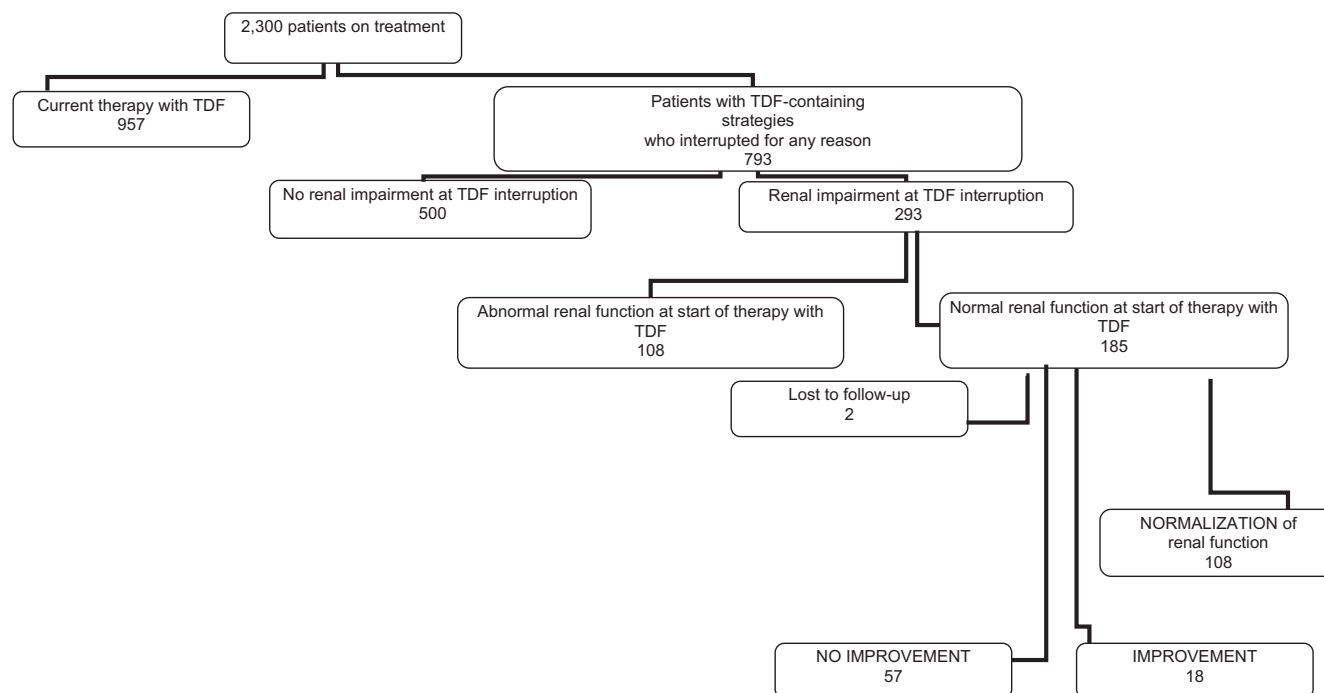 2,300 patients on treatment
Current therapy with TDF
957
Patients with TDF-containing
strategies
who interrupted for any reason
793
No renal impairment at TDF interruption
500
Renal impairment at TDF interruption
293
Abnormal renal function at start of therapy with
TDF
108
Normal renal function at start of therapy with
TDF
185
Lost to follow-up
2
NORMALIZATION of
renal function
108
NO IMPROVEMENT
57
IMPROVEMENT
18